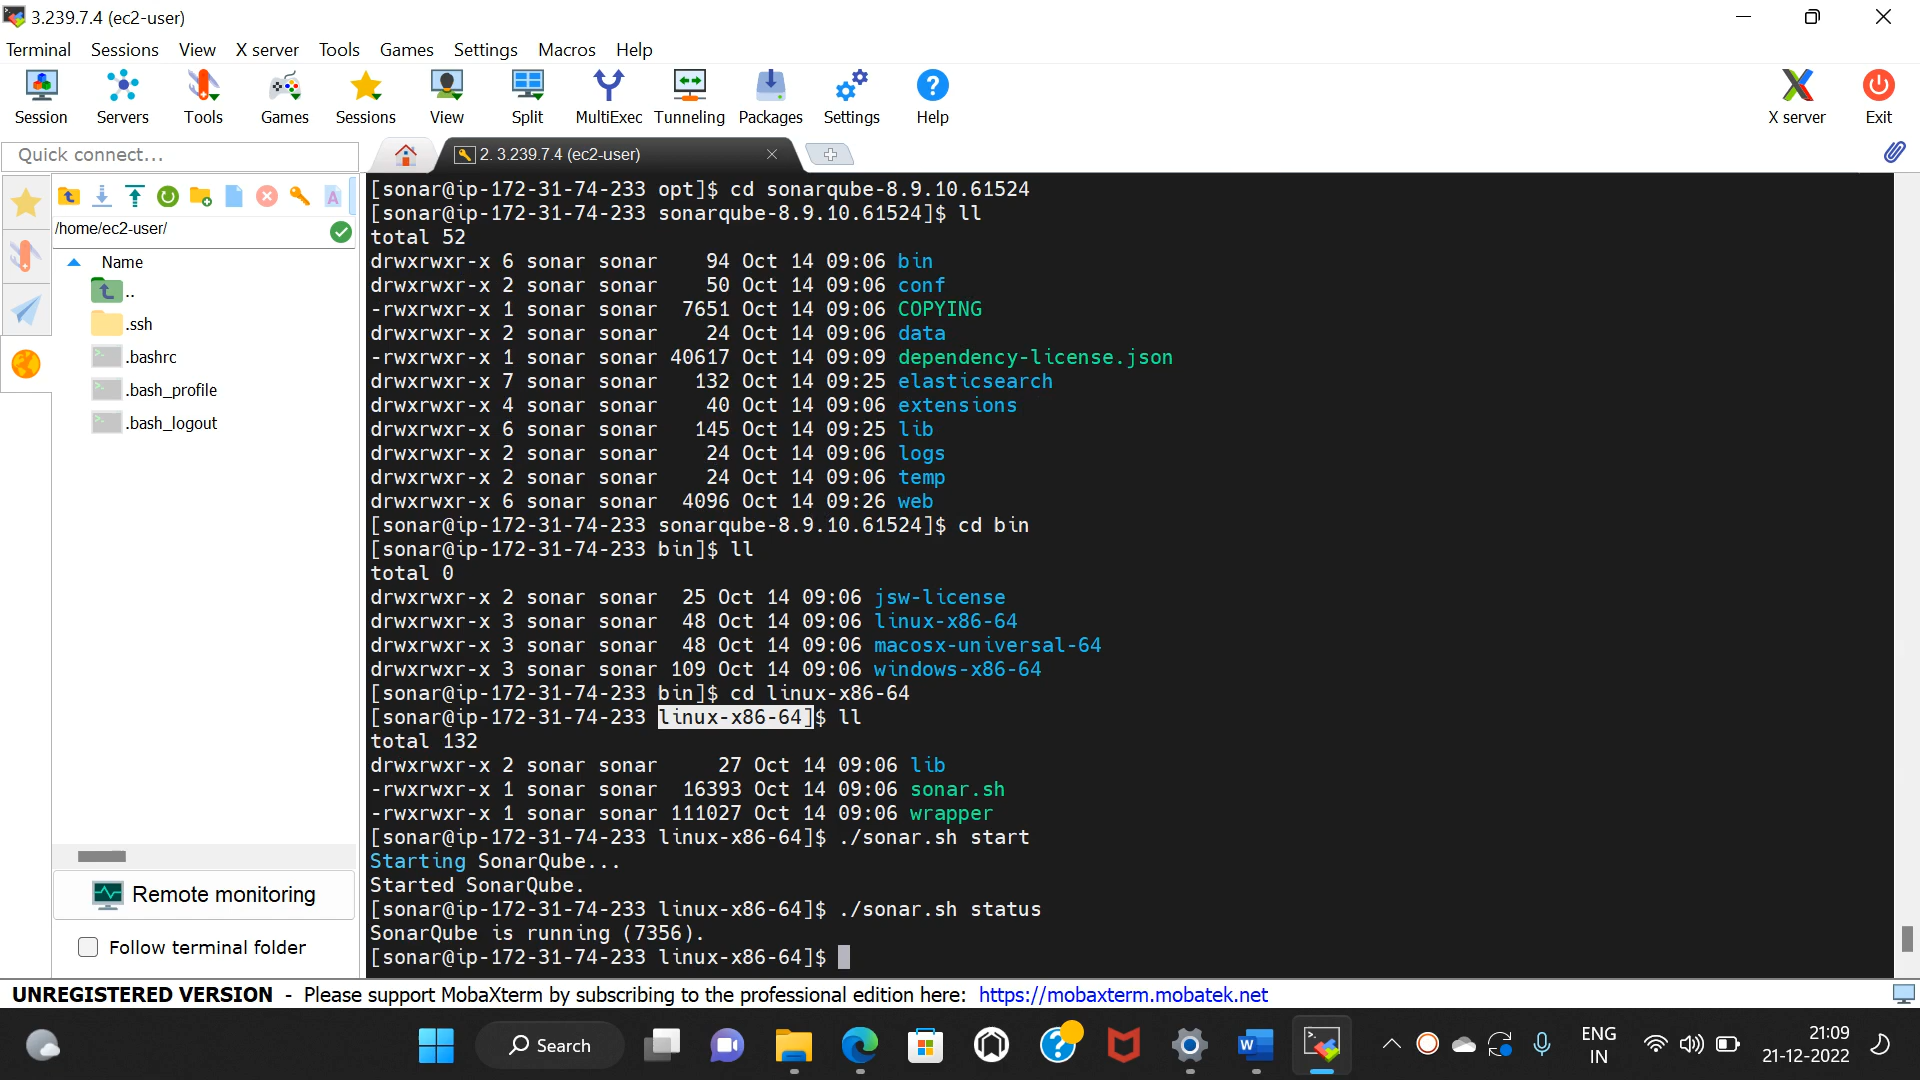 3.239.7.4 (ec2-user)
Terminal Sessions View X server Tools Games Settings Macros Help
Session Servers Tools Games Sessions View Split MultiExec Tunneling Packages Settings Help X server Exit
Quick connect...
2. 3.239.7.4 (ec2-user)
/home/ec2-user/
Name
..
.ssh
.bashrc
.bash_profile
.bash_logout
Remote monitoring
Follow terminal folder
[sonar@ip-172-31-74-233 opt]$ cd sonarqube-8.9.10.61524
[sonar@ip-172-31-74-233 sonarqube-8.9.10.61524]$ ll
total 52
drwxrwxr-x 6 sonar sonar    94 Oct 14 09:06 bin
drwxrwxr-x 2 sonar sonar    50 Oct 14 09:06 conf
-rwxrwxr-x 1 sonar sonar  7651 Oct 14 09:06 COPYING
drwxrwxr-x 2 sonar sonar    24 Oct 14 09:06 data
-rwxrwxr-x 1 sonar sonar 40617 Oct 14 09:09 dependency-license.json
drwxrwxr-x 7 sonar sonar   132 Oct 14 09:25 elasticsearch
drwxrwxr-x 4 sonar sonar    40 Oct 14 09:06 extensions
drwxrwxr-x 6 sonar sonar   145 Oct 14 09:25 lib
drwxrwxr-x 2 sonar sonar    24 Oct 14 09:06 logs
drwxrwxr-x 2 sonar sonar    24 Oct 14 09:06 temp
drwxrwxr-x 6 sonar sonar  4096 Oct 14 09:26 web
[sonar@ip-172-31-74-233 sonarqube-8.9.10.61524]$ cd bin
[sonar@ip-172-31-74-233 bin]$ ll
total 0
drwxrwxr-x 2 sonar sonar  25 Oct 14 09:06 jsw-license
drwxrwxr-x 3 sonar sonar  48 Oct 14 09:06 linux-x86-64
drwxrwxr-x 3 sonar sonar  48 Oct 14 09:06 macosx-universal-64
drwxrwxr-x 3 sonar sonar 109 Oct 14 09:06 windows-x86-64
[sonar@ip-172-31-74-233 bin]$ cd linux-x86-64
[sonar@ip-172-31-74-233 linux-x86-64]$ ll
total 132
drwxrwxr-x 2 sonar sonar     27 Oct 14 09:06 lib
-rwxrwxr-x 1 sonar sonar  16393 Oct 14 09:06 sonar.sh
-rwxrwxr-x 1 sonar sonar 111027 Oct 14 09:06 wrapper
[sonar@ip-172-31-74-233 linux-x86-64]$ ./sonar.sh start
Starting SonarQube...
Started SonarQube.
[sonar@ip-172-31-74-233 linux-x86-64]$ ./sonar.sh status
SonarQube is running (7356).
[sonar@ip-172-31-74-233 linux-x86-64]$
UNREGISTERED VERSION - Please support MobaXterm by subscribing to the professional edition here: https://mobaxterm.mobatek.net
Search
ENG
IN
21:09
21-12-2022